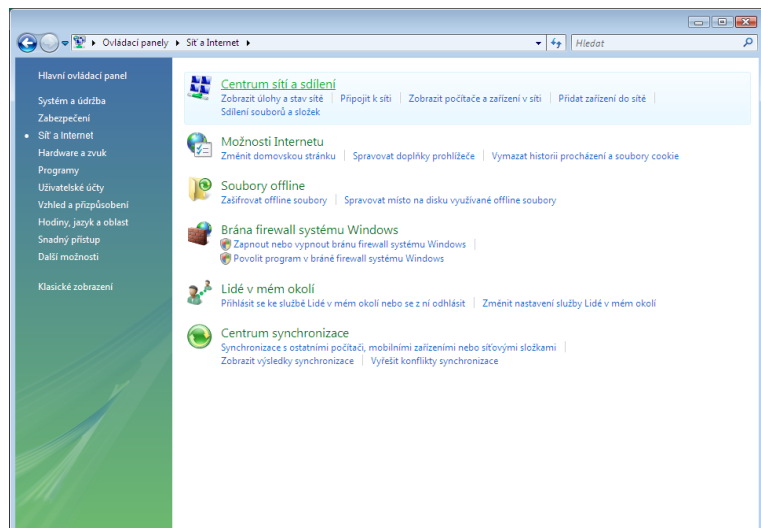 Ovládací panely Síť a Internet Hledat
Hlavní ovládací panel
Systém a údržba
Zabezpečení
Síť a Internet
Hardware a zvuk
Programy
Uživatelské účty
Vzhled a přizpůsobení
Hodiny, jazyk a oblast
Snadný přístup
Další možnosti
Klasické zobrazení
Centrum sítí a sdílení
Zobrazit úlohy a stav sítě Připojit k síti Zobrazit počítače a zařízení v síti Přidat zařízení do sítě
Sdílení souborů a složek
Možnosti Internetu
Změnit domovskou stránku Spravovat doplňky prohlížeče Vymazat historii procházení a soubory cookie
Soubory offline
Zašifrovat offline soubory Spravovat místo na disku využívané offline soubory
Brána firewall systému Windows
Zapnout nebo vypnout bránu firewall systému Windows
Povolit program v bráně firewall systému Windows
Lidé v mém okolí
Přihlásit se ke službě Lidé v mém okolí nebo se z ní odhlásit Změnit nastavení služby Lidé v mém okolí
Centrum synchronizace
Synchronizace s ostatními počítači, mobilními zařízeními nebo síťovými složkami
Zobrazit výsledky synchronizace Vyřešit konflikty synchronizace